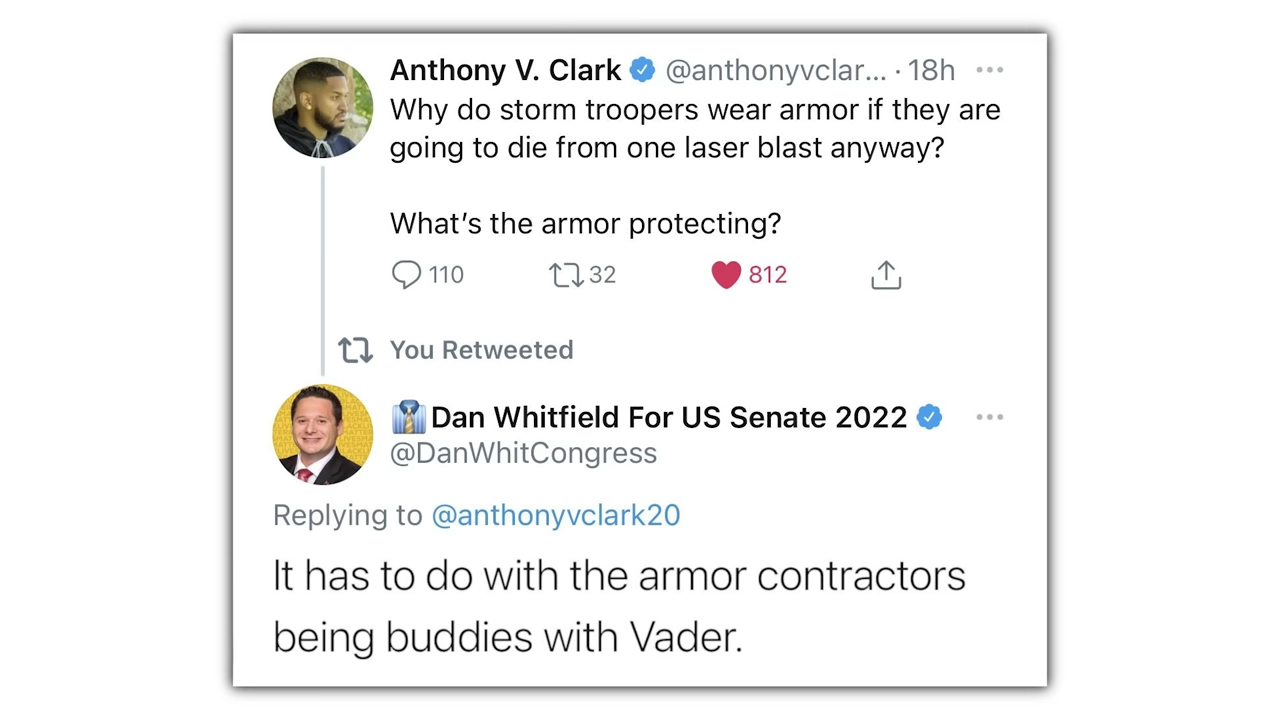 Anthony V. Clark @anthonyvclar... · 18h
Why do storm troopers wear armor if they are
going to die from one laser blast anyway?
What's the armor protecting?
110 32 812
You Retweeted
Dan Whitfield For US Senate 2022
@DanWhitCongress
Replying to @anthonyvclark20
It has to do with the armor contractors
being buddies with Vader.